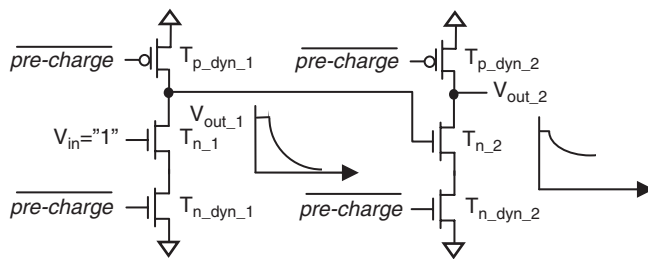 pre-charge
T_p_dyn_1
pre-charge
T_p_dyn_2
V_out_1
V_out_2
V_in="1"
T_n_1
T_n_2
pre-charge
T_n_dyn_1
pre-charge
T_n_dyn_2